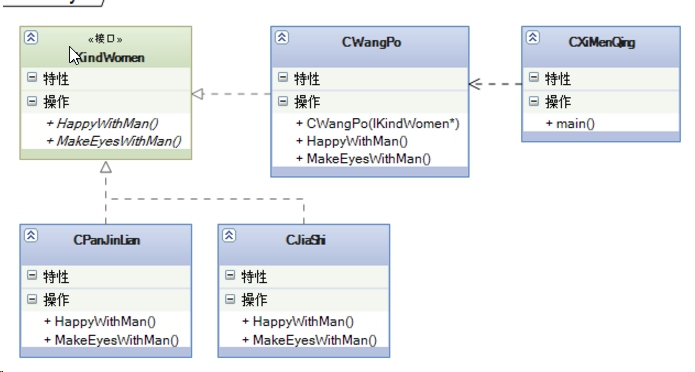 «接口»
KindWomen
特性
操作
+ HappyWithMan()
+ MakeEyesWithMan()
CWangPo
特性
操作
+ CWangPo(IKindWomen*)
+ HappyWithMan()
+ MakeEyesWithMan()
CXiMenQing
特性
操作
+ main()
CPanJinLian
特性
操作
+ HappyWithMan()
+ MakeEyesWithMan()
CJiaShi
特性
操作
+ HappyWithMan()
+ MakeEyesWithMan()